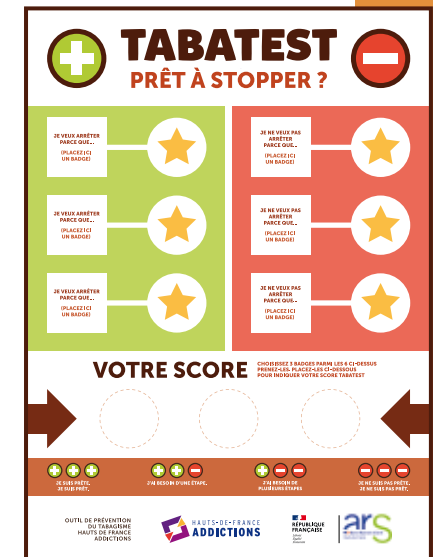 TABATEST
PRÊT À STOPPER ?
JE VEUX ARRÊTER
PARCE QUE...
(PLACEZ ICI
UN BADGE)
JE NE VEUX PAS
ARRÊTER
PARCE QUE...
(PLACEZ ICI
UN BADGE)
JE VEUX ARRÊTER
PARCE QUE...
(PLACEZ ICI
UN BADGE)
JE NE VEUX PAS
ARRÊTER
PARCE QUE...
(PLACEZ ICI
UN BADGE)
JE VEUX ARRÊTER
PARCE QUE...
(PLACEZ ICI
UN BADGE)
JE NE VEUX PAS
ARRÊTER
PARCE QUE...
(PLACEZ ICI
UN BADGE)
VOTRE SCORE
CHOISISSEZ 3 BADGES PARMI LES 6 CI-DESSUS
PRENEZ-LES. PLACEZ-LES CI-DESSOUS
POUR INDIQUER VOTRE SCORE TABATEST
JE SUIS PRÊTE.
JE SUIS PRÊT.
J'AI BESOIN D'UNE ÉTAPE.
J'AI BESOIN DE
PLUSIEURS ÉTAPES
JE NE SUIS PAS PRÊTE.
JE NE SUIS PAS PRÊT.
OUTIL DE PRÉVENTION
DU TABAGISME
HAUTS DE FRANCE
ADDICTIONS
HAUTS-DE-FRANCE
ADDICTIONS
RÉPUBLIQUE
FRANÇAISE
Liberté
Égalité
Fraternité
ars